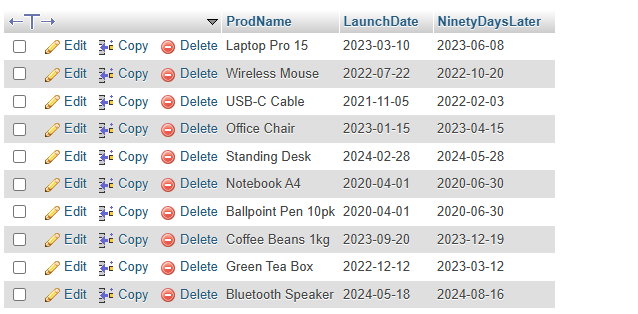 ←T→ ProdName LaunchDate NinetyDaysLater
Edit Copy Delete Laptop Pro 15 2023-03-10 2023-06-08
Edit Copy Delete Wireless Mouse 2022-07-22 2022-10-20
Edit Copy Delete USB-C Cable 2021-11-05 2022-02-03
Edit Copy Delete Office Chair 2023-01-15 2023-04-15
Edit Copy Delete Standing Desk 2024-02-28 2024-05-28
Edit Copy Delete Notebook A4 2020-04-01 2020-06-30
Edit Copy Delete Ballpoint Pen 10pk 2020-04-01 2020-06-30
Edit Copy Delete Coffee Beans 1kg 2023-09-20 2023-12-19
Edit Copy Delete Green Tea Box 2022-12-12 2023-03-12
Edit Copy Delete Bluetooth Speaker 2024-05-18 2024-08-16